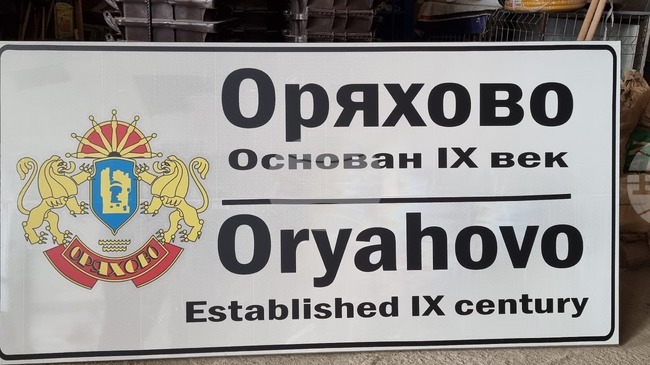 Оряхово
Основан IX век
Oryahovo
Established IX century
ОРЯХОВО